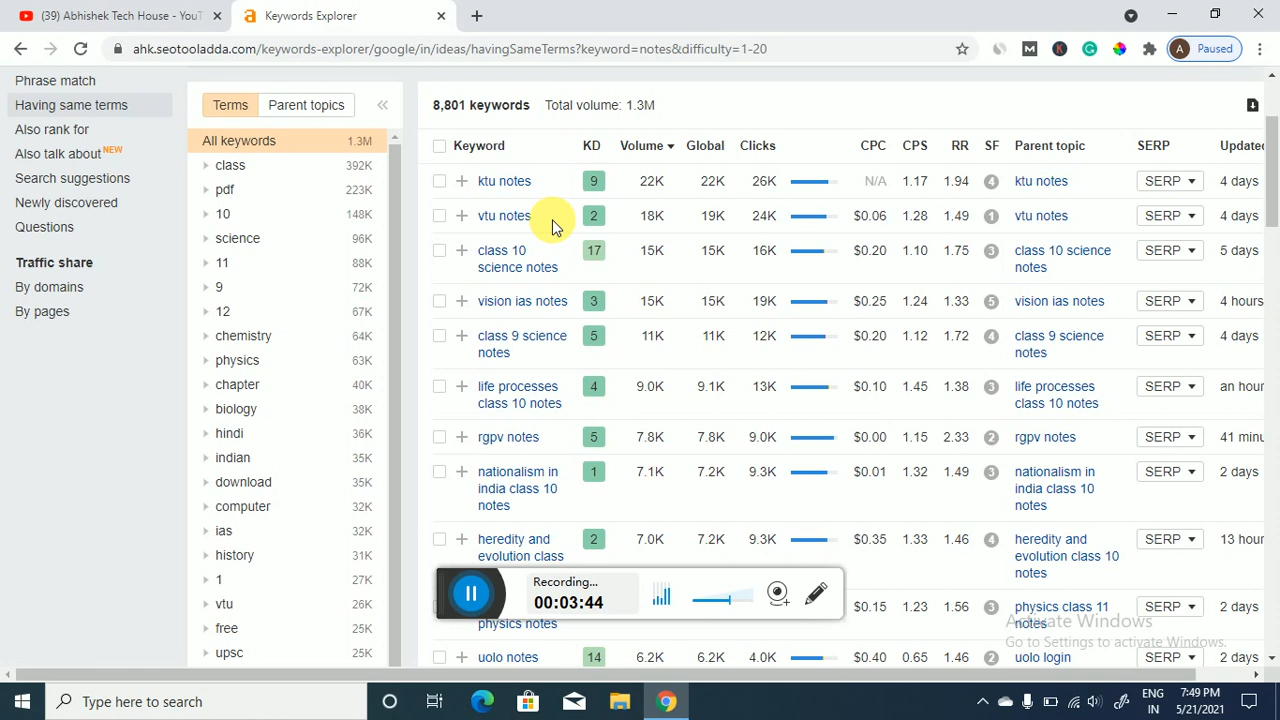 (39) Abhishek Tech House - YouT
Keywords Explorer
ahk.seotooladda.com/keywords-explorer/google/in/ideas/havingSameTerms?keyword=notes&difficulty=1-20
A Paused
Phrase match
Having same terms
Also rank for
Also talk about NEW
Search suggestions
Newly discovered
Questions
Traffic share
By domains
By pages
Terms Parent topics
All keywords 1.3M
class 392K
pdf 223K
10 148K
science 96K
11 88K
9 72K
12 67K
chemistry 64K
physics 63K
chapter 40K
biology 38K
hindi 36K
indian 35K
download 35K
computer 32K
ias 32K
history 31K
1 27K
vtu 26K
free 25K
upsc 25K
8,801 keywords Total volume: 1.3M
Keyword KD Volume Global Clicks CPC CPS RR SF Parent topic SERP Updated
ktu notes 9 22K 22K 26K N/A 1.17 1.94 4 ktu notes SERP 4 days
vtu notes 2 18K 19K 24K $0.06 1.28 1.49 1 vtu notes SERP 4 days
class 10 science notes 17 15K 15K 16K $0.20 1.10 1.75 3 class 10 science notes SERP 5 days
vision ias notes 3 15K 15K 19K $0.25 1.24 1.33 5 vision ias notes SERP 4 hours
class 9 science notes 5 11K 11K 12K $0.20 1.12 1.72 4 class 9 science notes SERP 4 days
life processes class 10 notes 4 9.0K 9.1K 13K $0.10 1.45 1.38 3 life processes class 10 notes SERP an hour
rgpv notes 5 7.8K 7.8K 9.0K $0.00 1.15 2.33 2 rgpv notes SERP 41 minu
nationalism in india class 10 notes 1 7.1K 7.2K 9.3K $0.01 1.32 1.49 3 nationalism in india class 10 notes SERP 2 days
heredity and evolution class 2 7.0K 7.2K 9.3K $0.35 1.33 1.46 4 heredity and evolution class 10 notes SERP 13 hour
physics notes $0.15 1.23 1.56 3 physics class 11 notes SERP 2 days
uolo notes 14 6.2K 6.2K 4.0K $0.40 0.65 1.46 2 uolo login SERP 2 days
Recording...
00:03:44
Activate Windows
Go to Settings to activate Windows.
Type here to search
ENG
IN
7:49 PM
5/21/2021